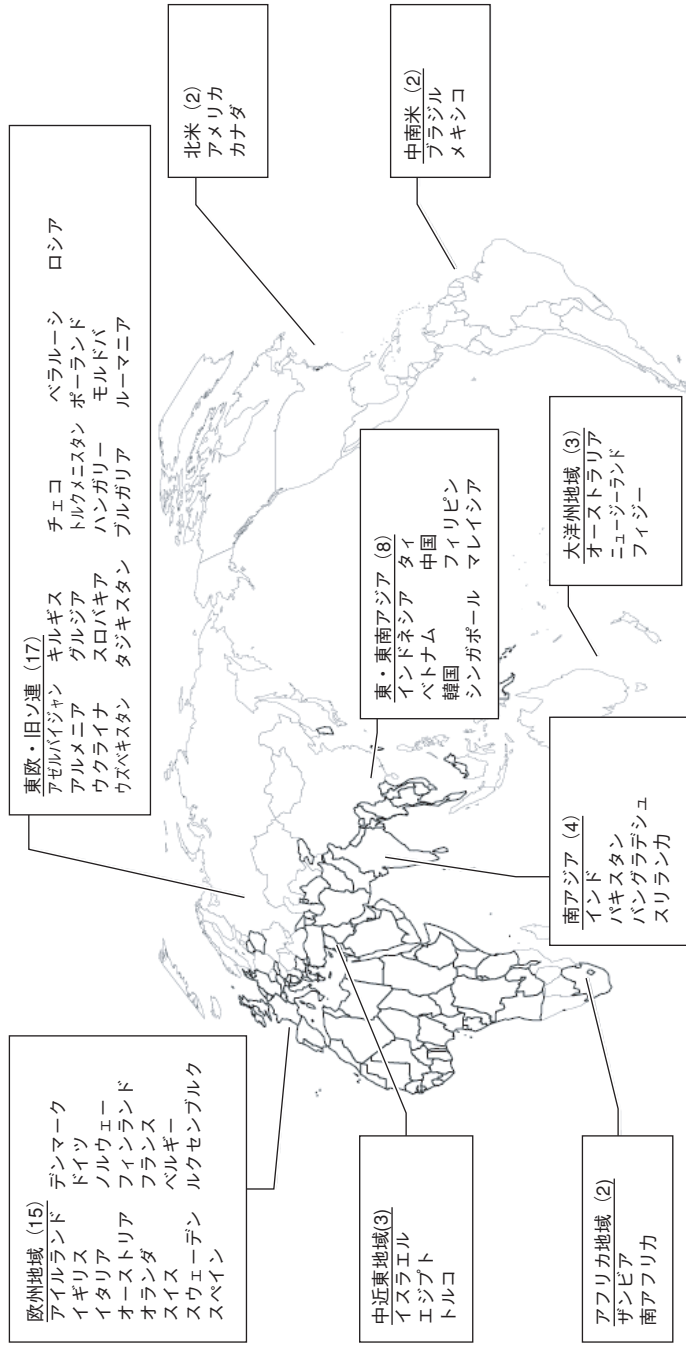 欧州地域 (15)
アイルランド デンマーク
イギリス ドイツ
イタリア ノルウェー
オーストリア フィンランド
オランダ フランス
スイス ベルギー
スウェーデン ルクセンブルク
スペイン
東欧・旧ソ連 (17)
アゼルバイジャン キルギス チェコ ベラルーシ ロシア
アルメニア グルジア トルクメニスタン ポーランド
ウクライナ スロバキア ハンガリー モルドバ
ウズベキスタン タジキスタン ブルガリア ルーマニア
北米 (2)
アメリカ
カナダ
中近東地域(3)
イスラエル
エジプト
トルコ
東・東南アジア (8)
インドネシア タイ
ベトナム 中国
韓国 フィリピン
シンガポール マレイシア
中南米 (2)
ブラジル
メキシコ
アフリカ地域 (2)
ザンビア
南アフリカ
南アジア (4)
インド
パキスタン
バングラデシュ
スリランカ
大洋州地域 (3)
オーストラリア
ニュージーランド
フィジー